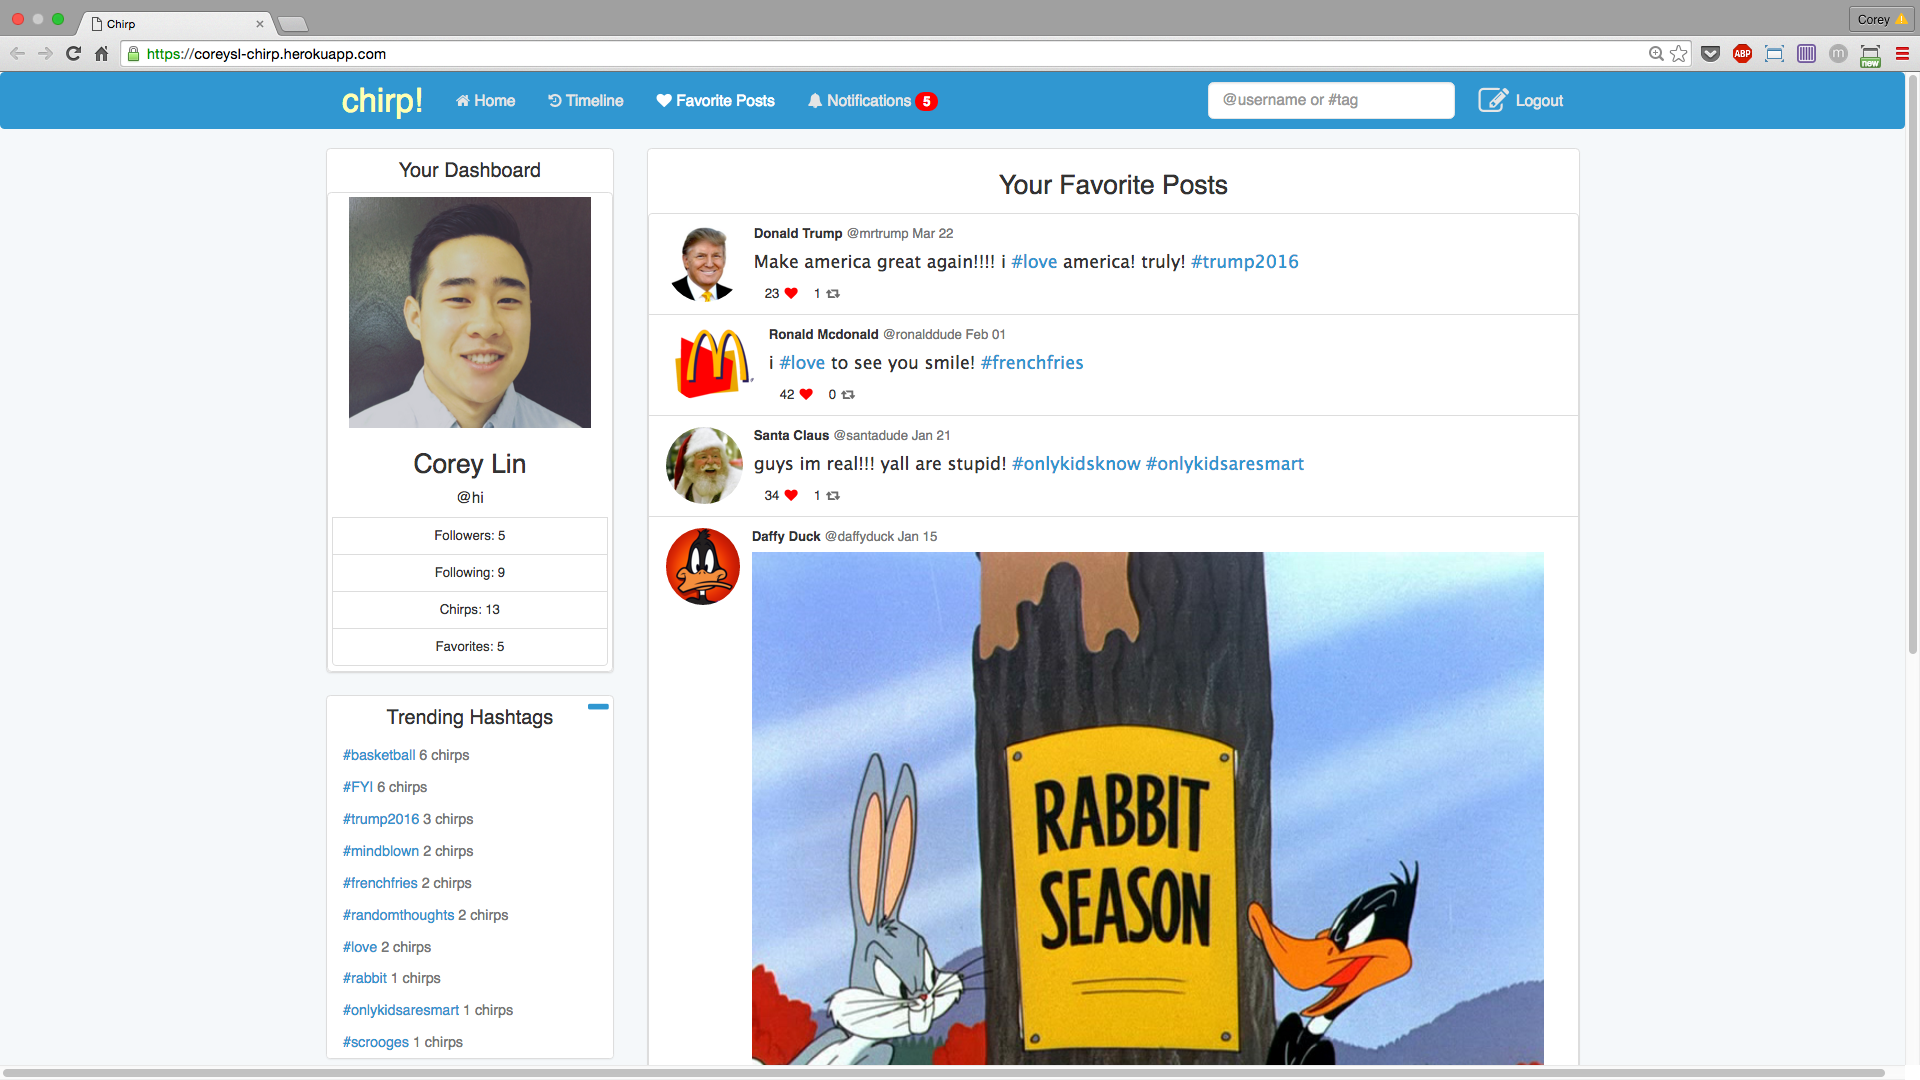 Chirp
Corey
https://coreysl-chirp.herokuapp.com
ABP
m
new
chirp!
Home
Timeline
Favorite Posts
Notifications 5
@username or #tag
Logout
Your Dashboard
Corey Lin
@hi
Followers: 5
Following: 9
Chirps: 13
Favorites: 5
Trending Hashtags
#basketball 6 chirps
#FYI 6 chirps
#trump2016 3 chirps
#mindblown 2 chirps
#frenchfries 2 chirps
#randomthoughts 2 chirps
#love 2 chirps
#rabbit 1 chirps
#onlykidsaresmart 1 chirps
#scrooges 1 chirps
Your Favorite Posts
Donald Trump @mrtrump Mar 22
Make america great again!!!! i #love america! truly! #trump2016
23 1
Ronald Mcdonald @ronalddude Feb 01
i #love to see you smile! #frenchfries
42 0
Santa Claus @santadude Jan 21
guys im real!!! yall are stupid! #onlykidsknow #onlykidsaresmart
34 1
Daffy Duck @daffyduck Jan 15
RABBIT
SEASON